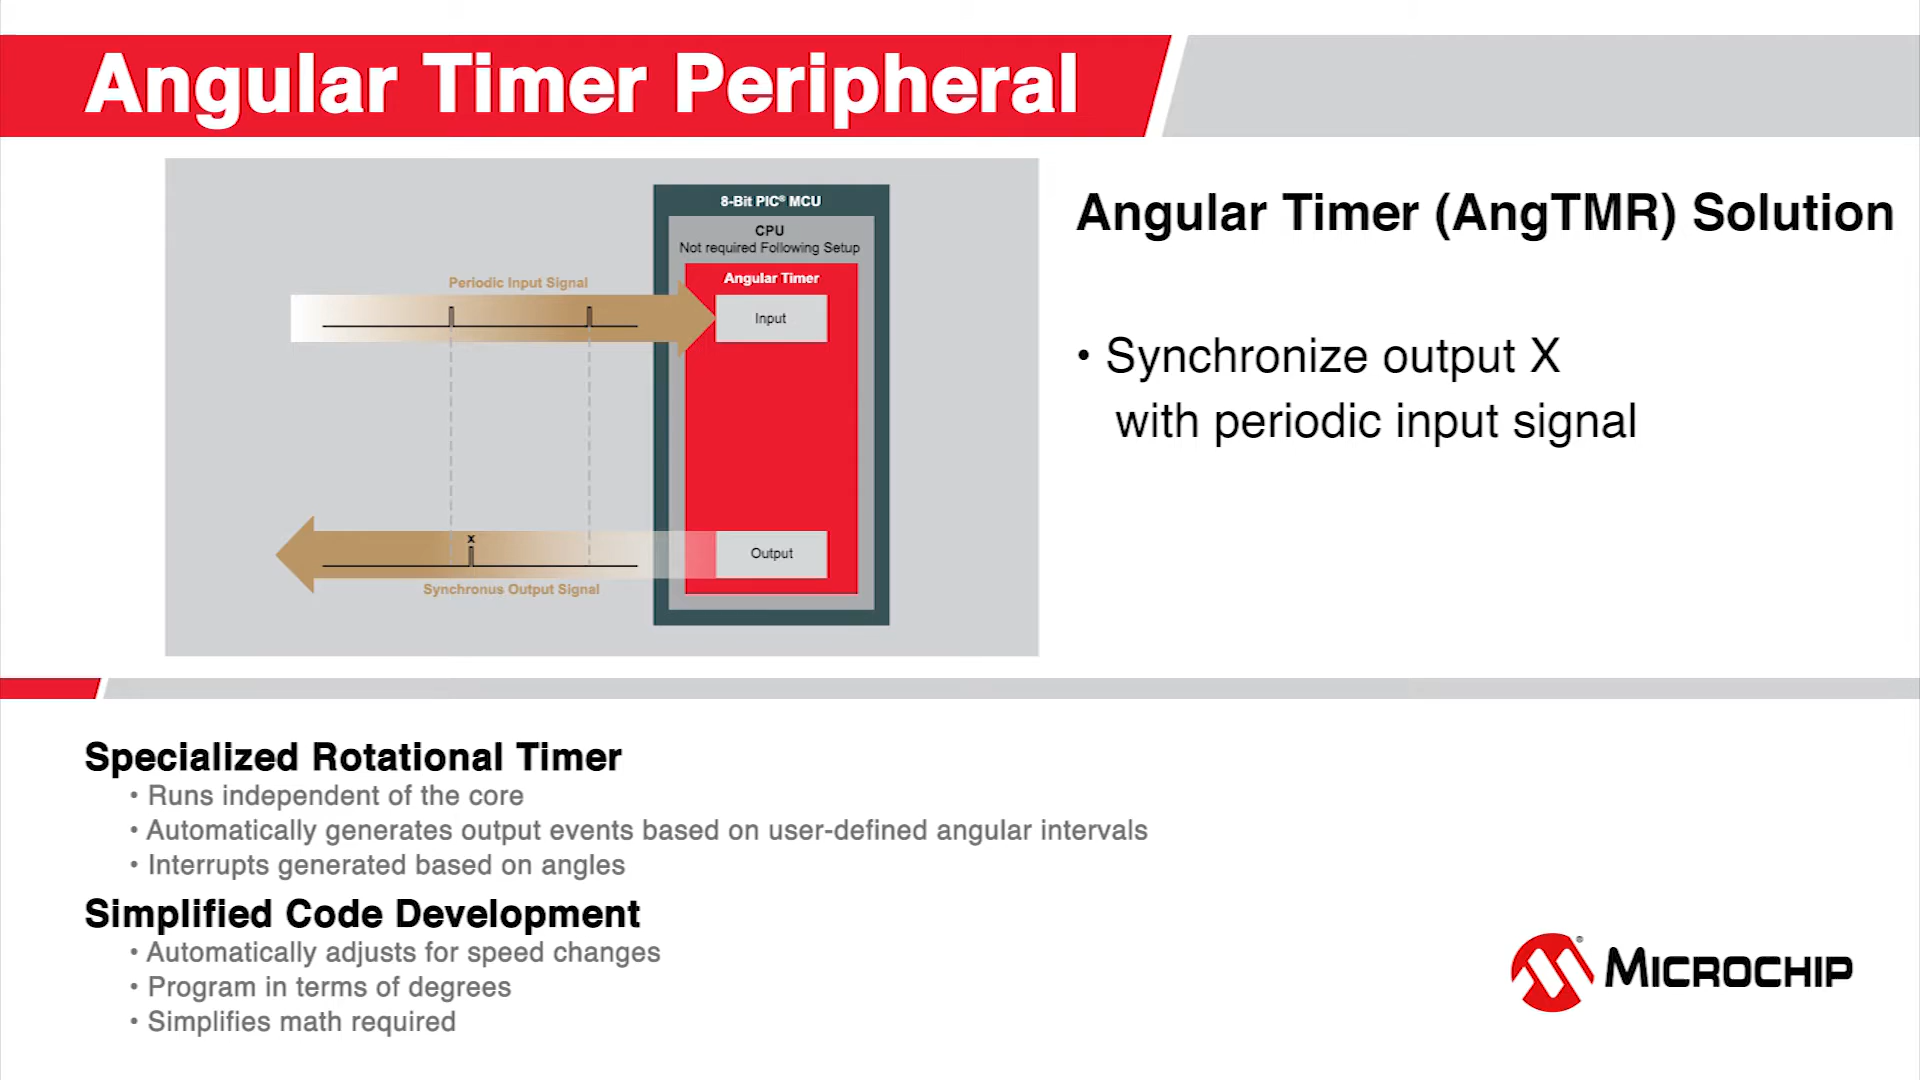 Angular Timer Peripheral
8-Bit PIC® MCU
CPU
Not required Following Setup
Angular Timer
Periodic Input Signal
Input
X
Output
Synchronus Output Signal
Angular Timer (AngTMR) Solution
• Synchronize output X
with periodic input signal
Specialized Rotational Timer
• Runs independent of the core
• Automatically generates output events based on user-defined angular intervals
• Interrupts generated based on angles
Simplified Code Development
• Automatically adjusts for speed changes
• Program in terms of degrees
• Simplifies math required
® MICROCHIP